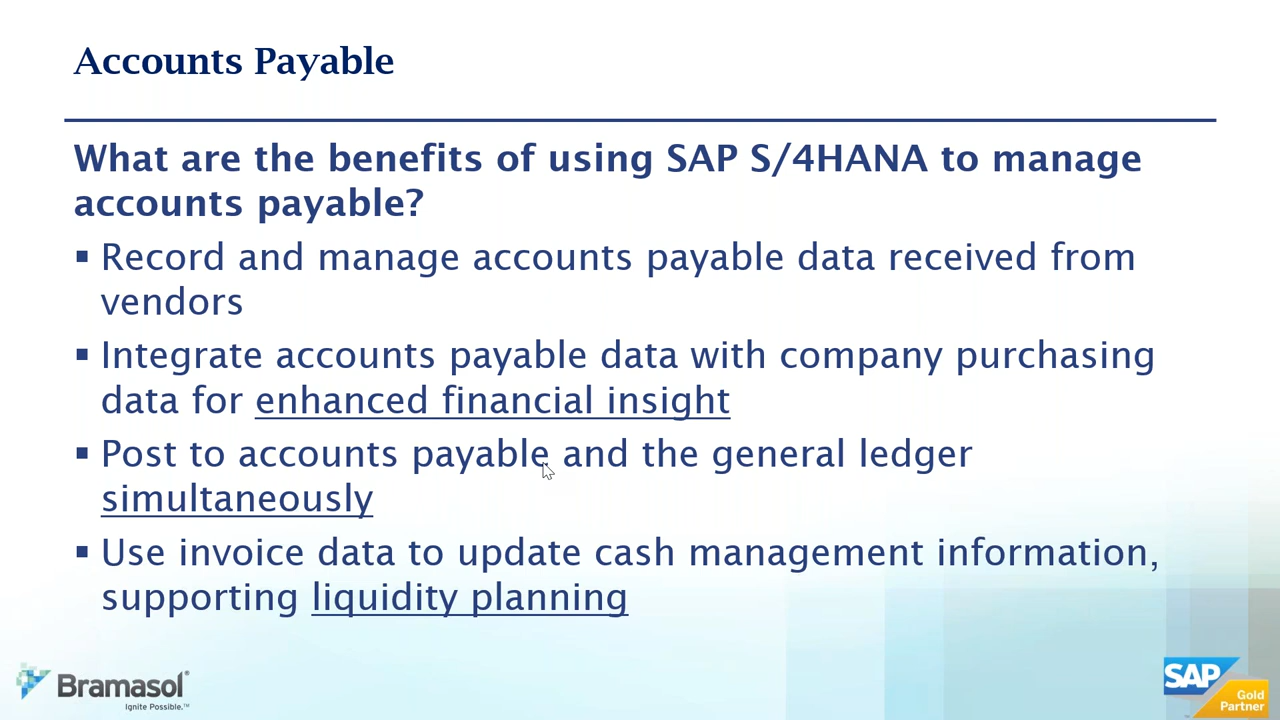 Accounts Payable
What are the benefits of using SAP S/4HANA to manage
accounts payable?
▪ Record and manage accounts payable data received from
vendors
▪ Integrate accounts payable data with company purchasing
data for enhanced financial insight
▪ Post to accounts payable and the general ledger
simultaneously
▪ Use invoice data to update cash management information,
supporting liquidity planning
Bramasol®
Ignite Possible.™
SAP
Gold
Partner